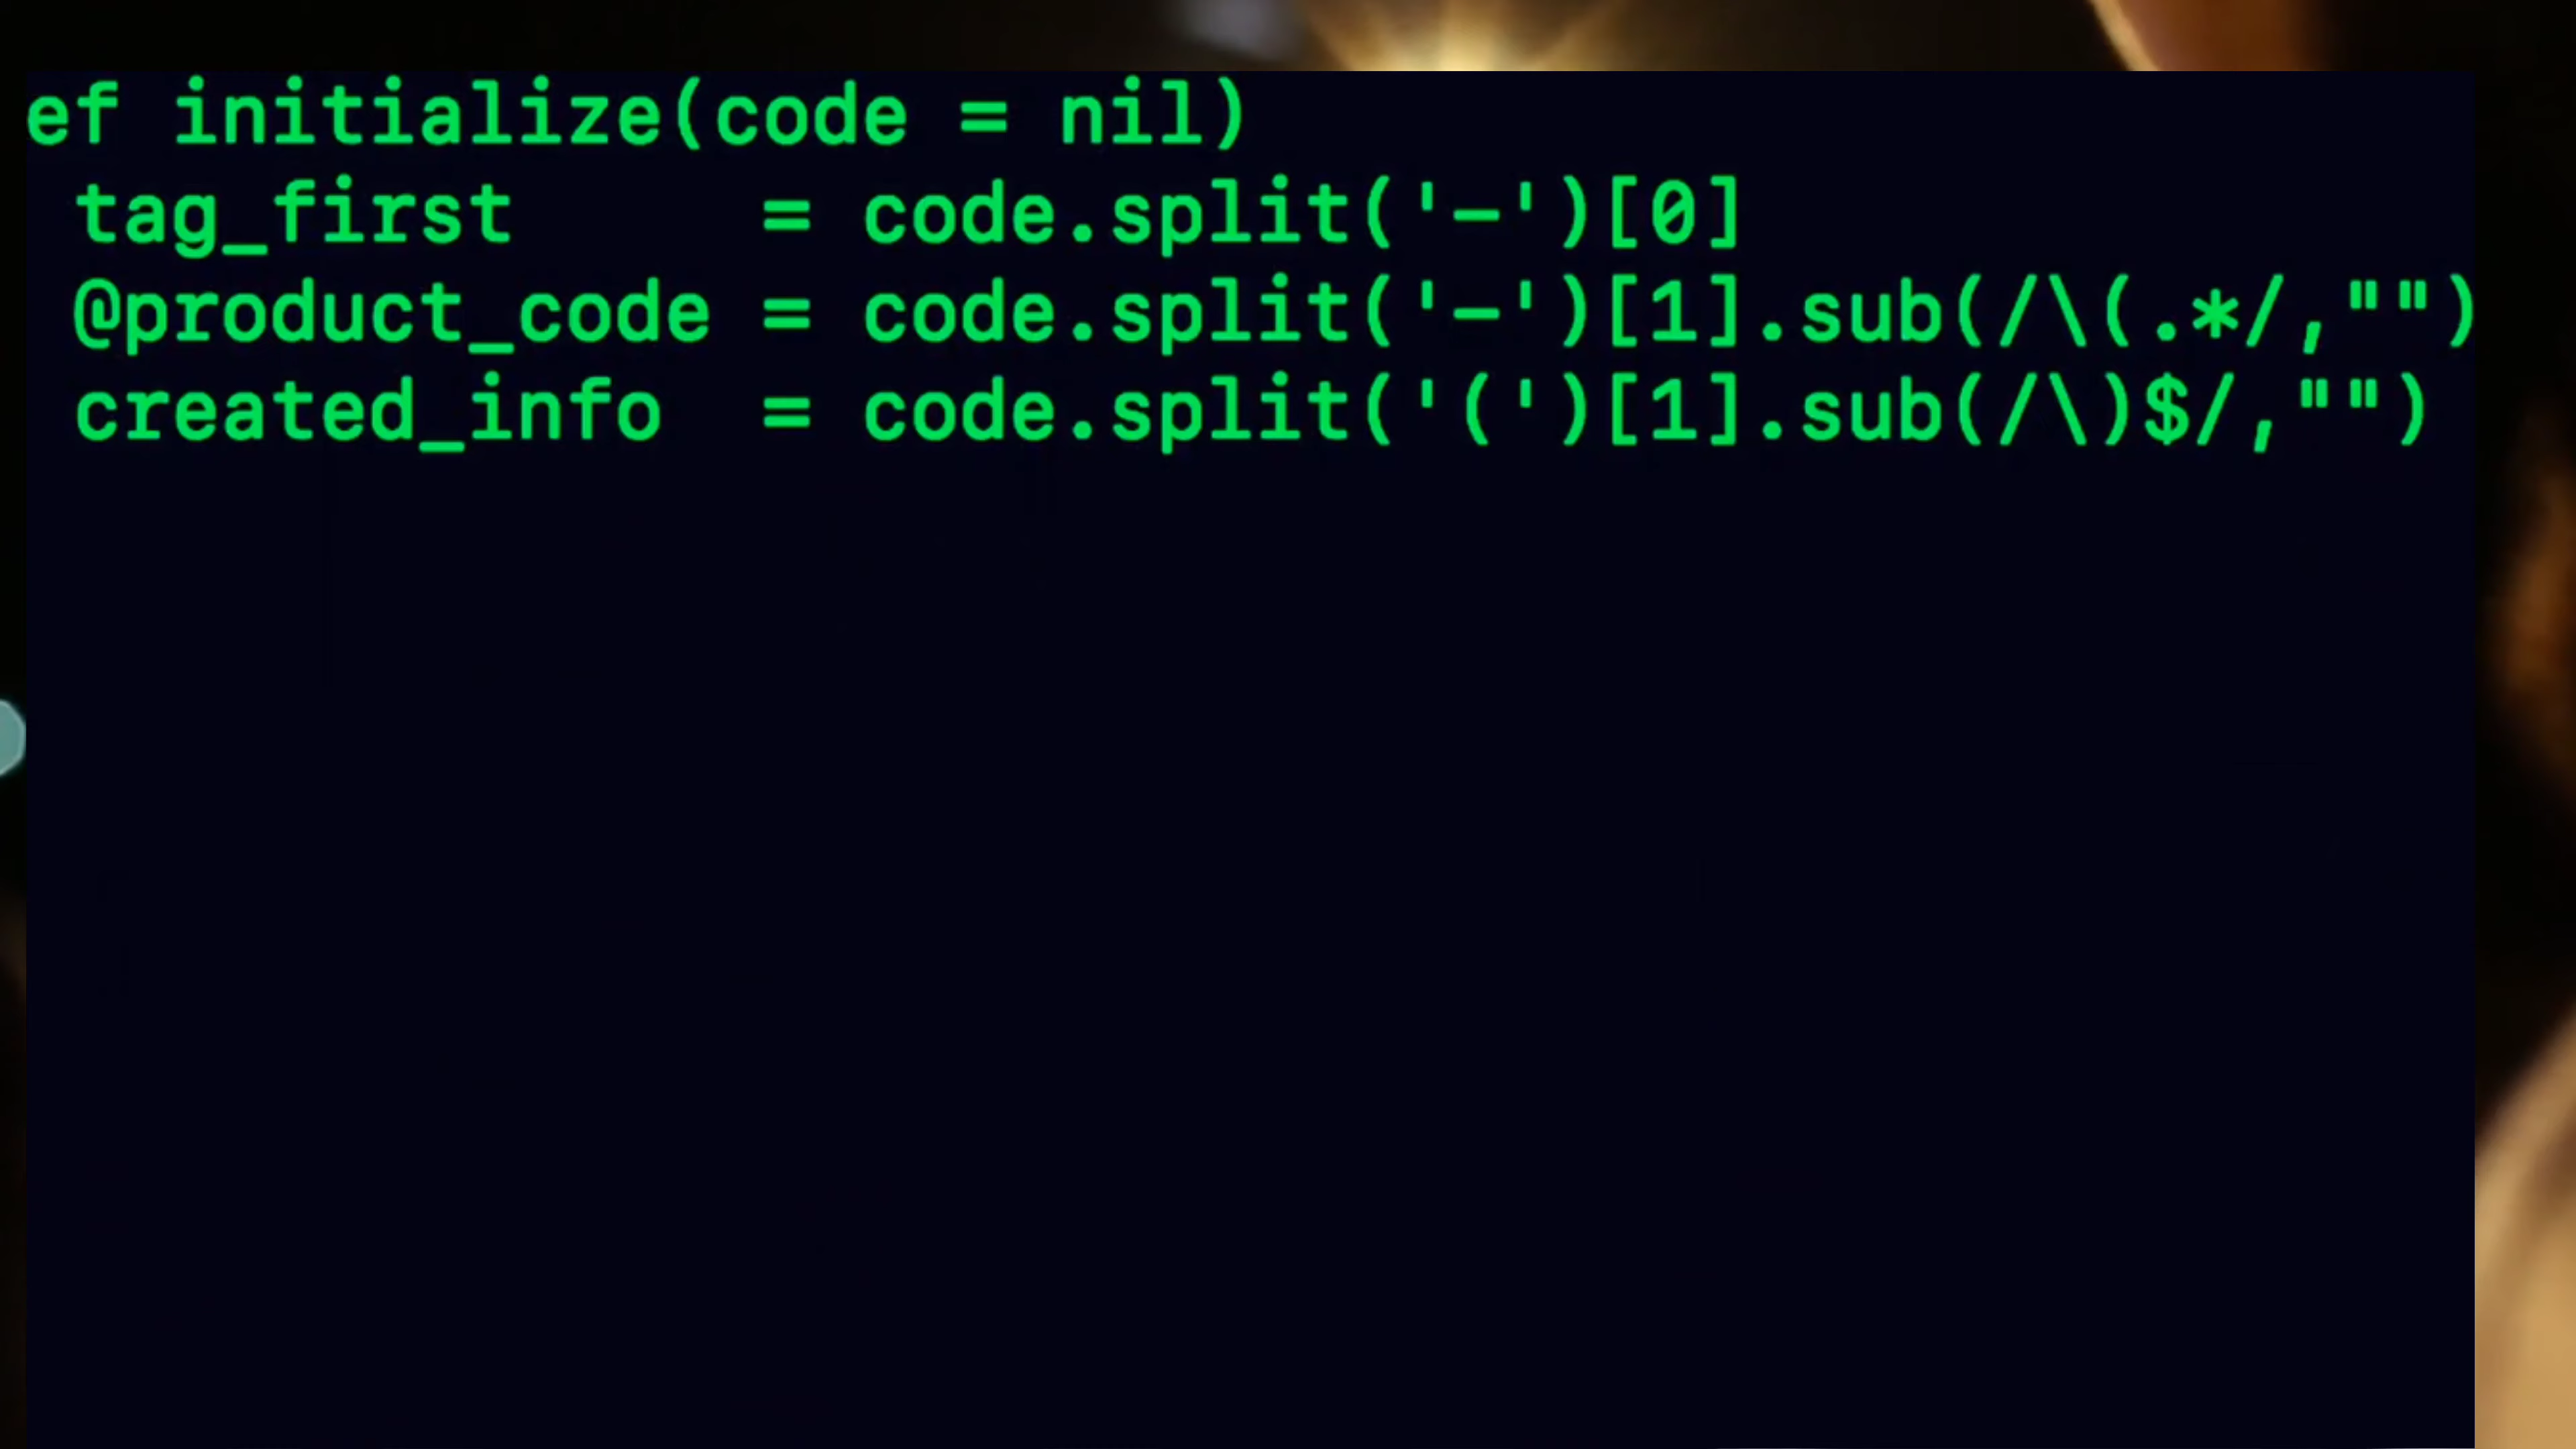 ef initialize(code = nil)
tag_first     = code.split('-')[0]
@product_code = code.split('-')[1].sub(/\(.*/,"")
created_info  = code.split('(')[1].sub(/\)$/,"")